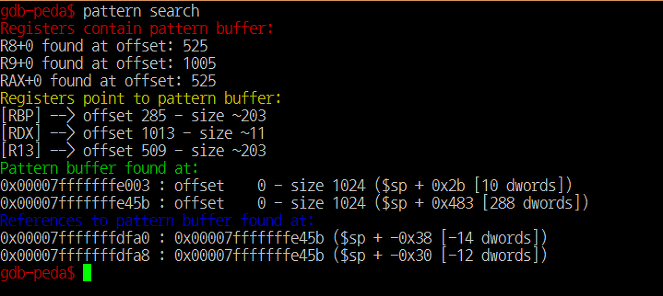 gdb-peda$ pattern search
Registers contain pattern buffer:
R8+0 found at offset: 525
R9+0 found at offset: 1005
RAX+0 found at offset: 525
Registers point to pattern buffer:
[RBP] --> offset 285 - size ~203
[RDX] --> offset 1013 - size ~11
[R13] --> offset 509 - size ~203
Pattern buffer found at:
0x00007fffffffe003 : offset    0 - size 1024 ($sp + 0x2b [10 dwords])
0x00007fffffffe45b : offset    0 - size 1024 ($sp + 0x483 [288 dwords])
References to pattern buffer found at:
0x00007fffffffdfa0 : 0x00007fffffffe45b ($sp + -0x38 [-14 dwords])
0x00007fffffffdfa8 : 0x00007fffffffe45b ($sp + -0x30 [-12 dwords])
gdb-peda$